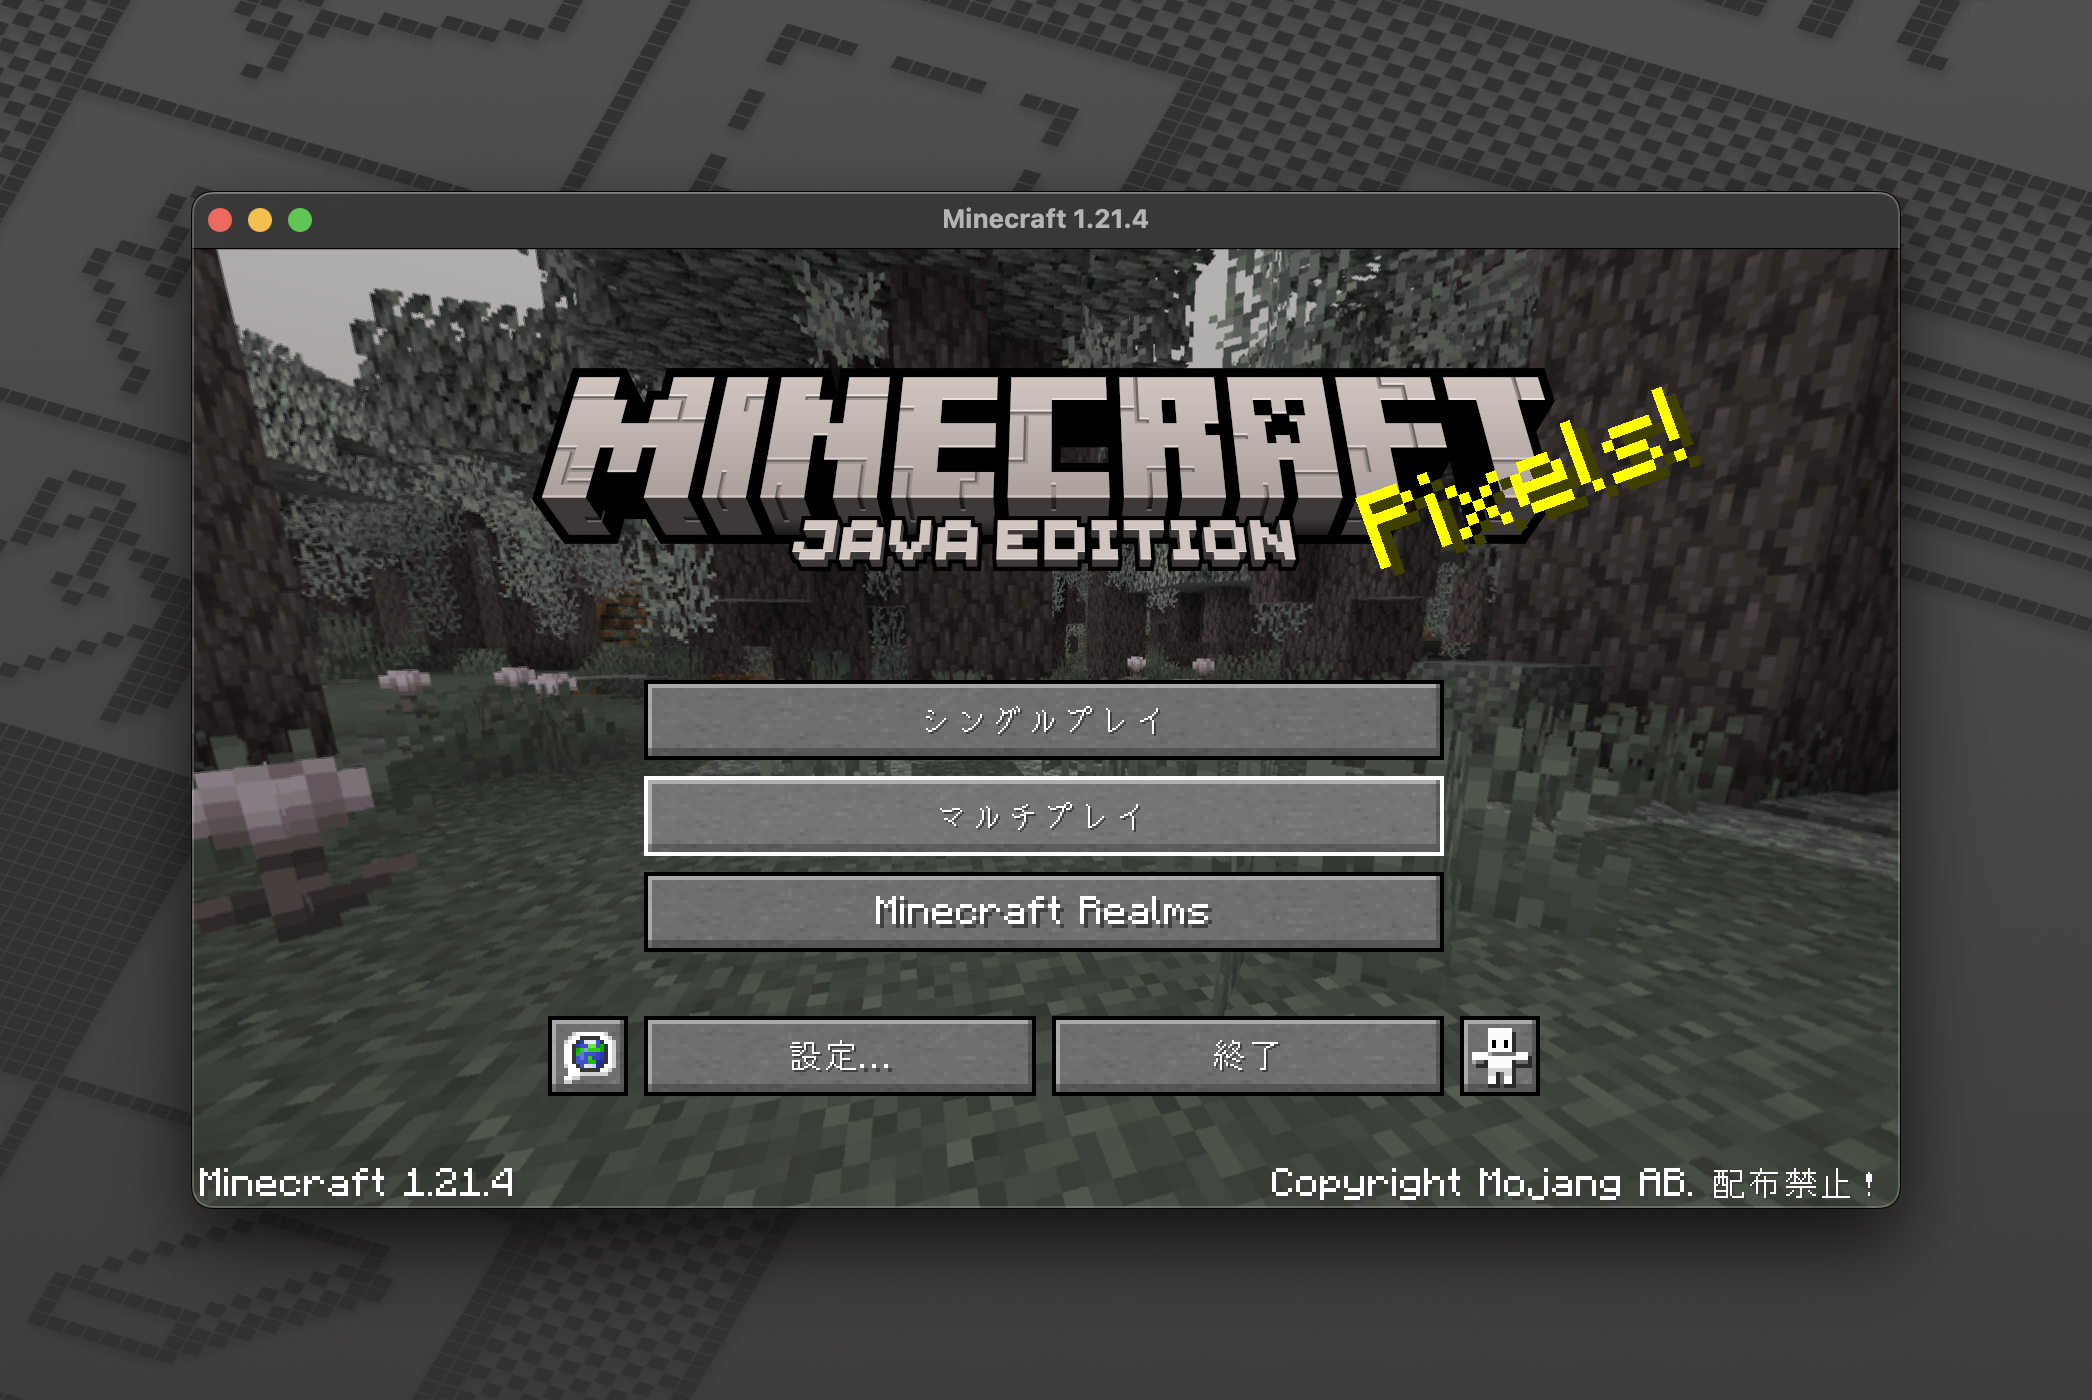 Minecraft 1.21.4
MINECRAFT
JAVA EDITION
Pixels!
シングルプレイ
マルチプレイ
Minecraft Realms
設定...
終了
Minecraft 1.21.4
Copyright Mojang AB. 配布禁止！